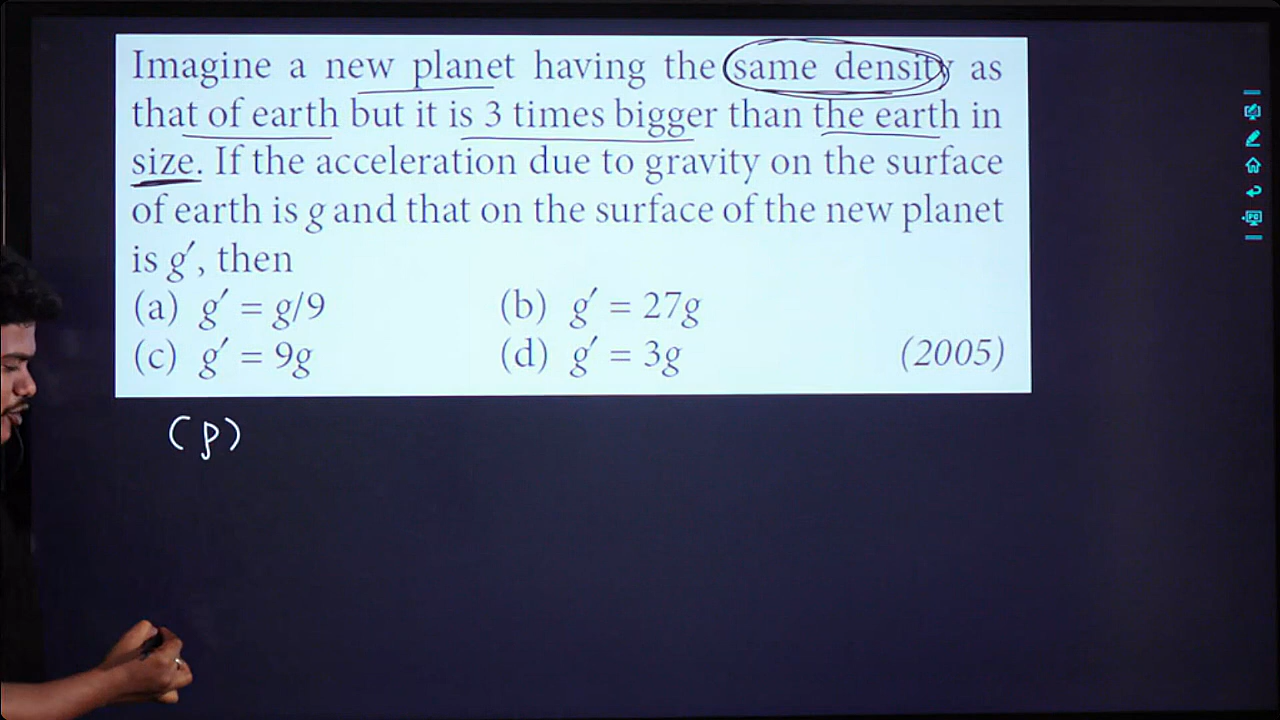 Imagine a new planet having the same density as
that of earth but it is 3 times bigger than the earth in
size. If the acceleration due to gravity on the surface
of earth is g and that on the surface of the new planet
is g′, then
(a) g′ = g/9 (b) g′ = 27g
(c) g′ = 9g (d) g′ = 3g (2005)
(ρ)